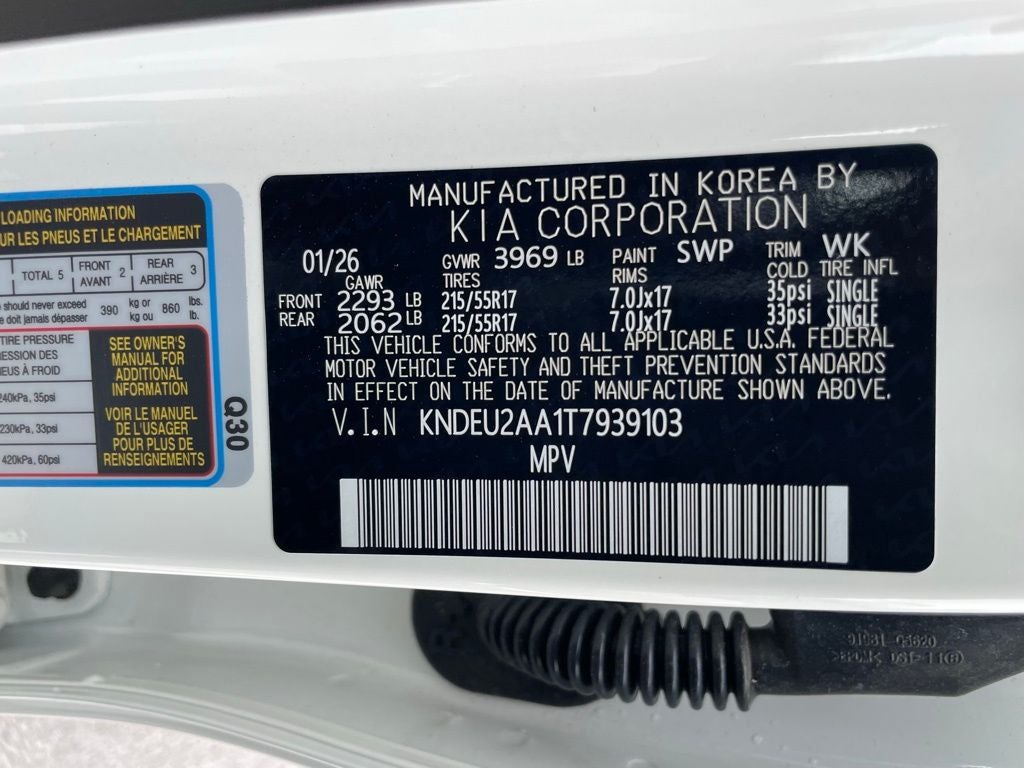 LOADING INFORMATION
UR LES PNEUS ET LE CHARGEMENT
TOTAL 5 FRONT AVANT 2 REAR ARRIÈRE 3
should never exceed
doit jamais dépasser 390 kg or kg ou 860 lbs. lb.
TIRE PRESSURE
ESSION DES
NEUS À FROID
240kPa, 35psi
230kPa, 33psi
420kPa, 60psi
SEE OWNER'S
MANUAL FOR
ADDITIONAL
INFORMATION
VOIR LE MANUEL
DE L'USAGER
POUR PLUS DE
RENSEIGNEMENTS
Q30
MANUFACTURED IN KOREA BY
KIA CORPORATION
01/26 GVWR 3969 LB PAINT SWP TRIM WK
GAWR TIRES RIMS COLD TIRE INFL
FRONT 2293 LB 215/55R17 7.0Jx17 35psi SINGLE
REAR 2062 LB 215/55R17 7.0Jx17 33psi SINGLE
THIS VEHICLE CONFORMS TO ALL APPLICABLE U.S.A. FEDERAL
MOTOR VEHICLE SAFETY AND THEFT PREVENTION STANDARDS
IN EFFECT ON THE DATE OF MANUFACTURE SHOWN ABOVE.
V.I.N KNDEU2AA1T7939103
MPV